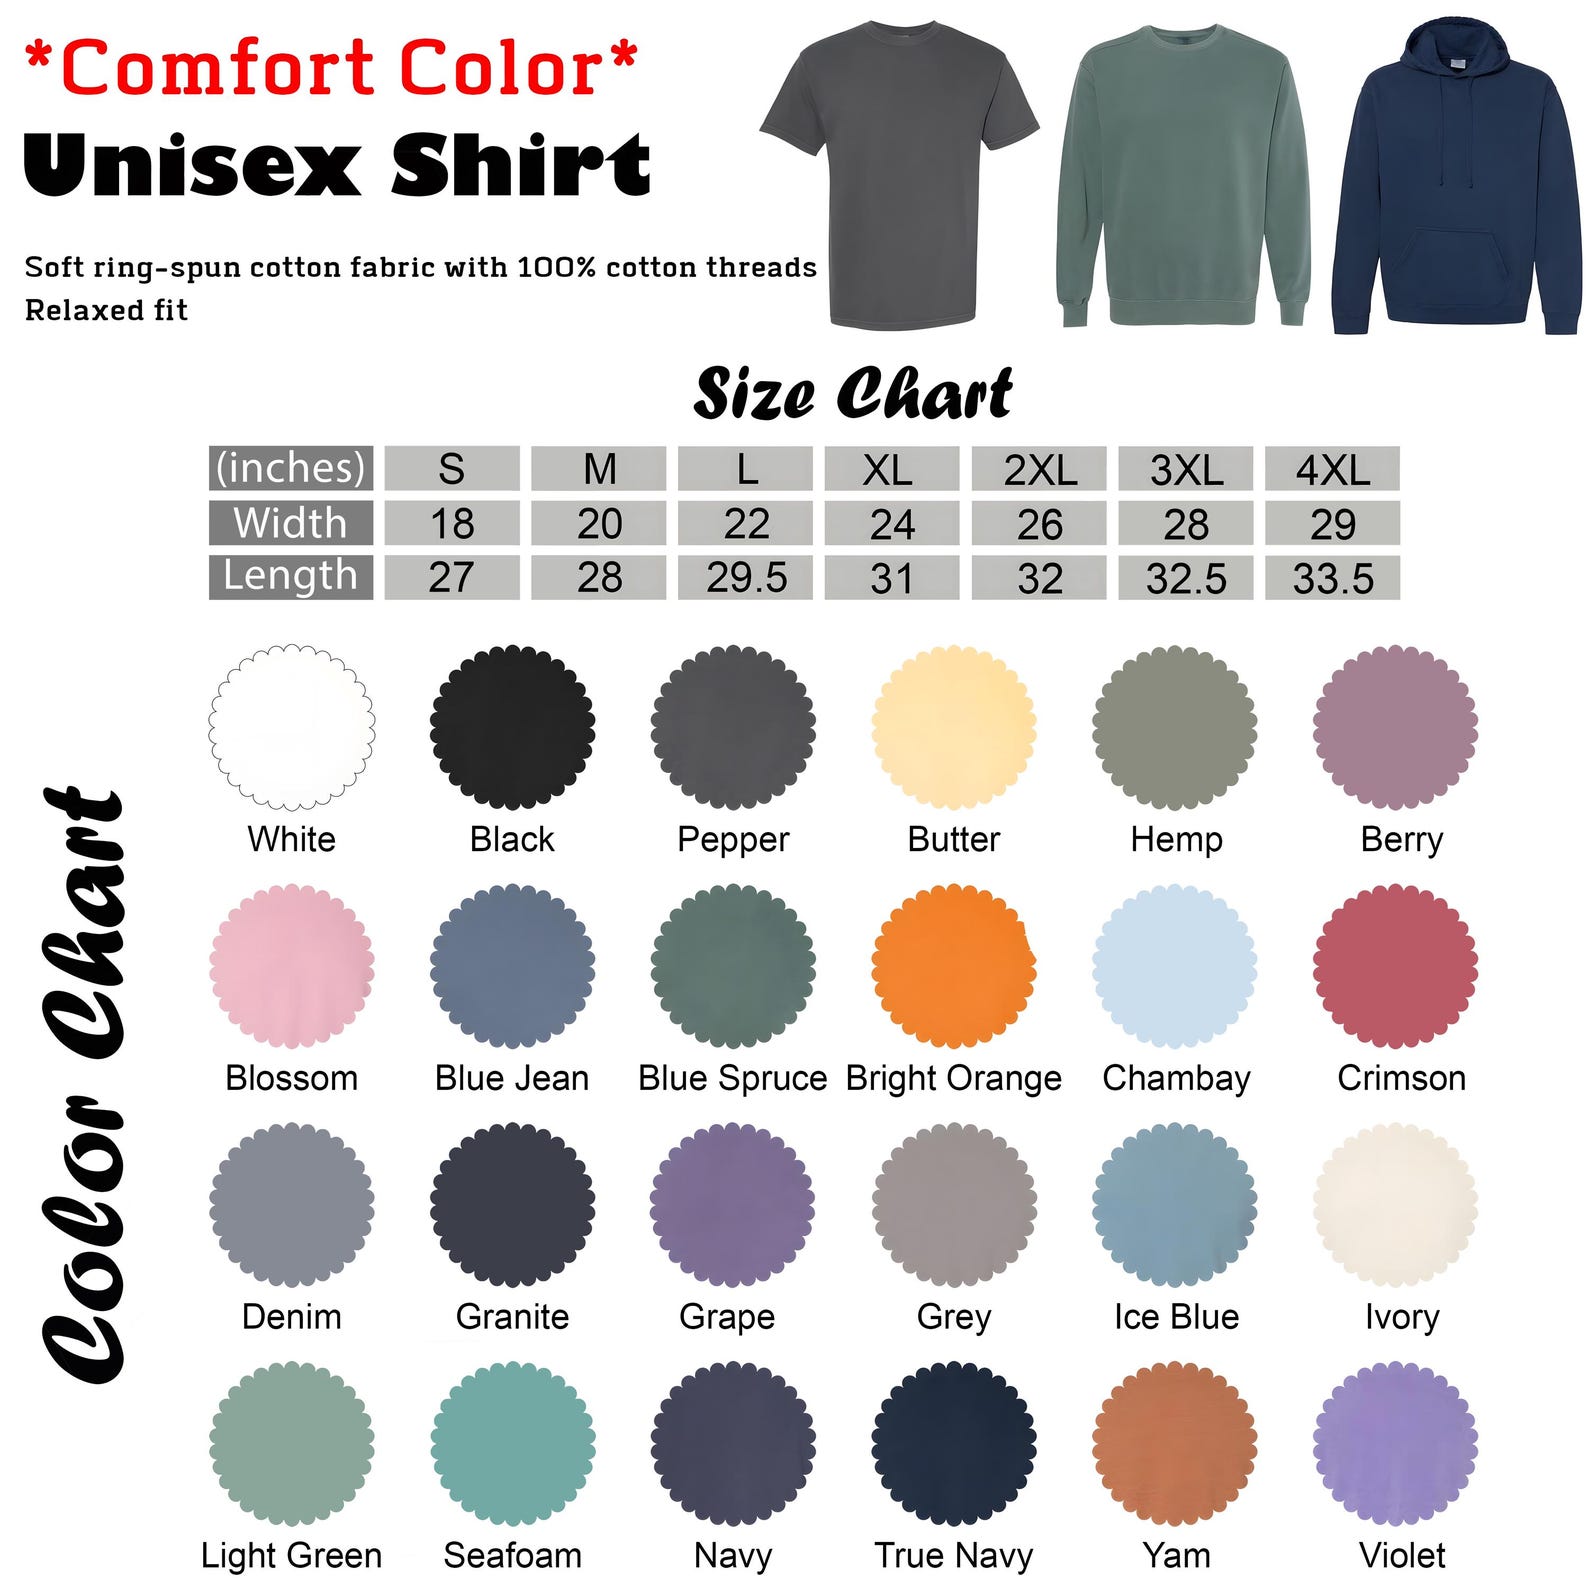 *Comfort Color*
Unisex Shirt
Soft ring-spun cotton fabric with 100% cotton threads
Relaxed fit
Size Chart
(inches) S M L XL 2XL 3XL 4XL
Width 18 20 22 24 26 28 29
Length 27 28 29.5 31 32 32.5 33.5
Color Chart
White Black Pepper Butter Hemp Berry
Blossom Blue Jean Blue Spruce Bright Orange Chambay Crimson
Denim Granite Grape Grey Ice Blue Ivory
Light Green Seafoam Navy True Navy Yam Violet